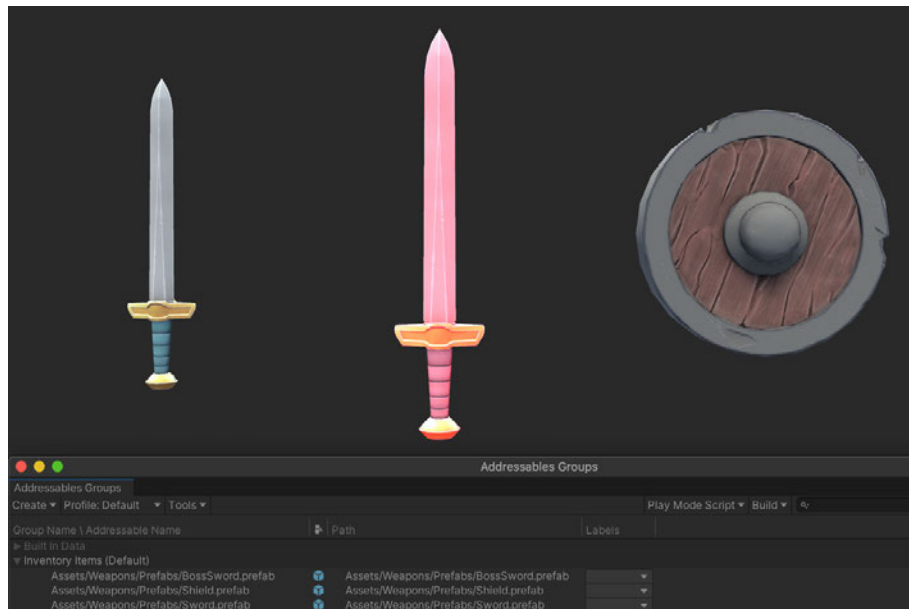 Addressables Groups
Addressables Groups
Create Profile: Default Tools Play Mode Script Build
Group Name \ Addressable Name Path Labels
Built In Data
Inventory Items (Default)
Assets/Weapons/Prefabs/BossSword.prefab Assets/Weapons/Prefabs/BossSword.prefab
Assets/Weapons/Prefabs/Shield.prefab Assets/Weapons/Prefabs/Shield.prefab
Assets/Weapons/Prefabs/Sword.prefab Assets/Weapons/Prefabs/Sword.prefab